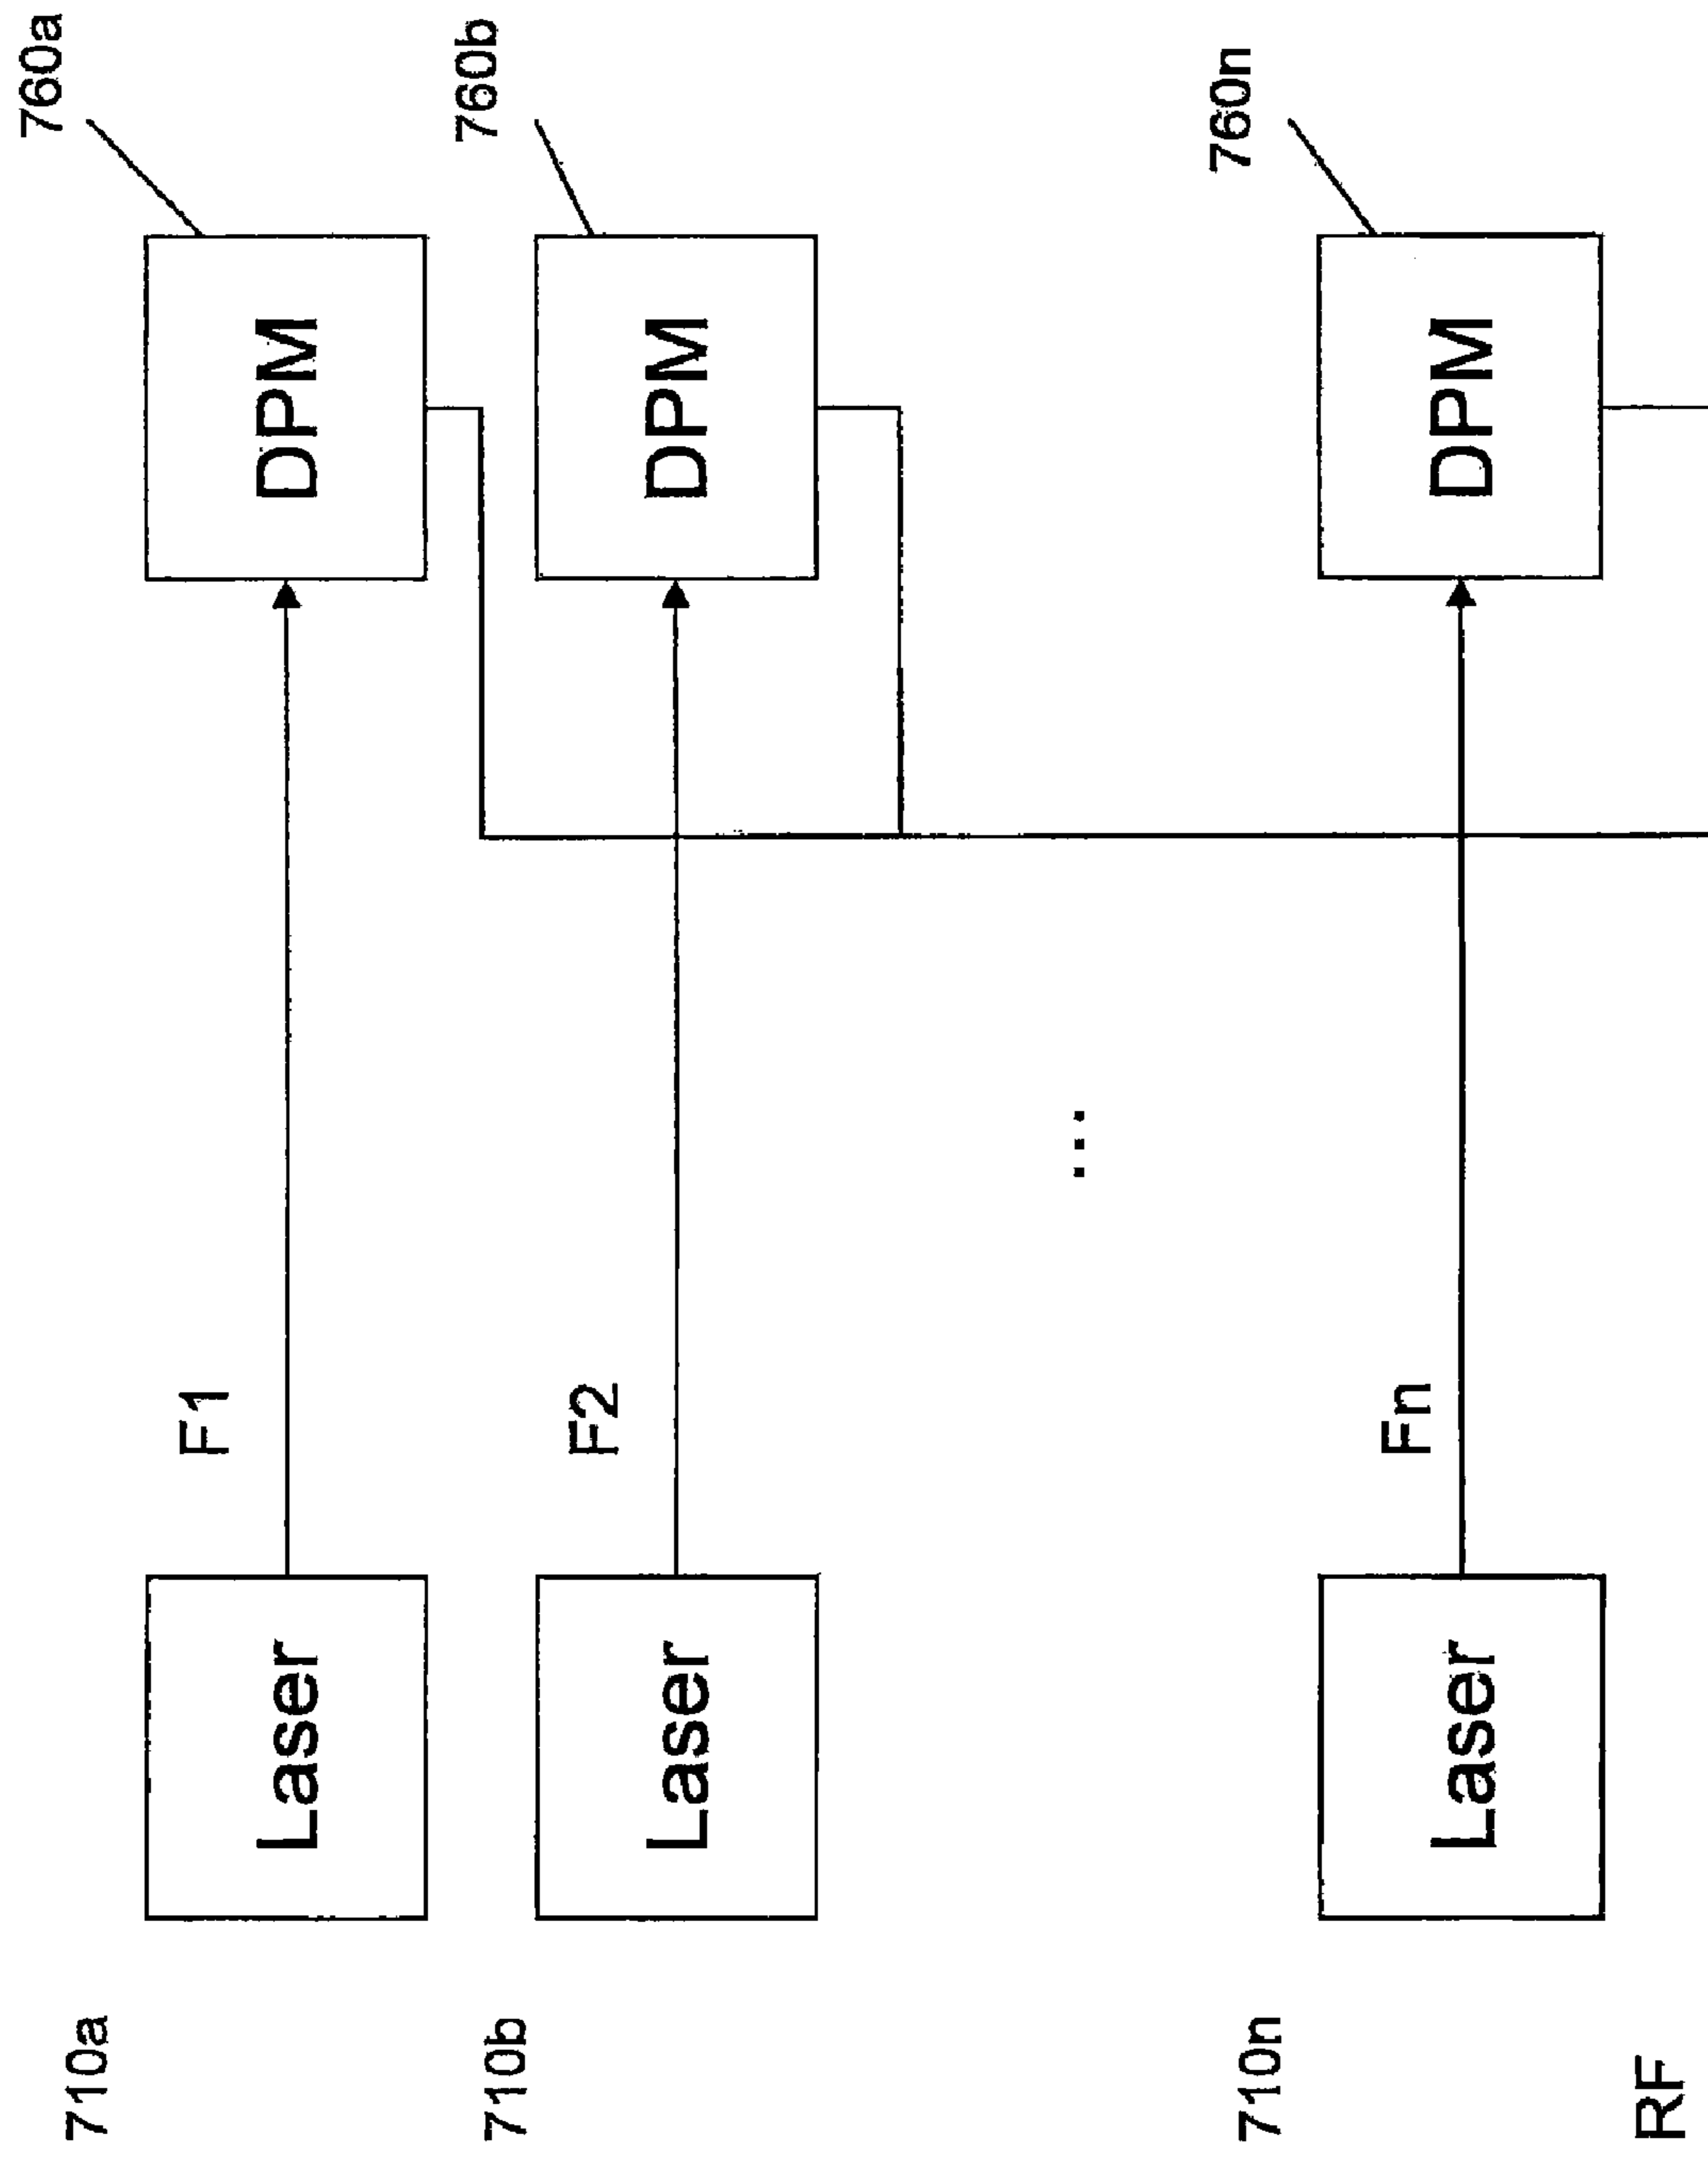 710a
Laser
F1
DPM
760a
710b
Laser
F2
DPM
760b
...
710n
Laser
Fn
DPM
760n
RF